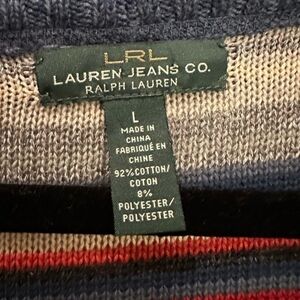 LRL
LAUREN JEANS CO.
RALPH LAUREN
L
MADE IN
CHINA
FABRIQUÉ EN
CHINE
92% COTTON/
COTON
8%
POLYESTER/
POLYESTER